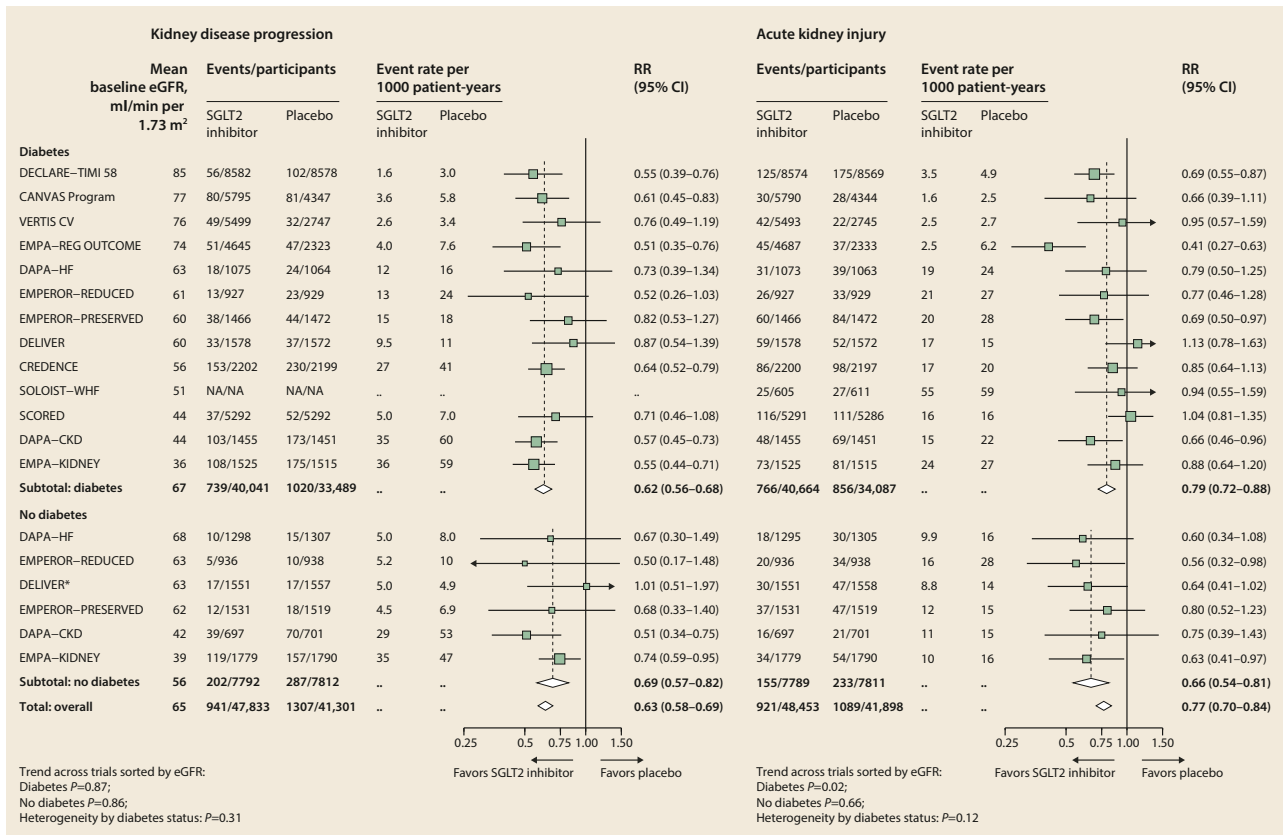 Kidney disease progression Acute kidney injury
Mean baseline eGFR, ml/min per 1.73 m² Events/participants Event rate per 1000 patient-years RR (95% CI) Events/participants Event rate per 1000 patient-years RR (95% CI)
SGLT2 inhibitor Placebo SGLT2 inhibitor Placebo SGLT2 inhibitor Placebo SGLT2 inhibitor Placebo
Diabetes
DECLARE–TIMI 58 85 56/8582 102/8578 1.6 3.0 0.55 (0.39–0.76) 125/8574 175/8569 3.5 4.9 0.69 (0.55–0.87)
CANVAS Program 77 80/5795 81/4347 3.6 5.8 0.61 (0.45–0.83) 30/5790 28/4344 1.6 2.5 0.66 (0.39–1.11)
VERTIS CV 76 49/5499 32/2747 2.6 3.4 0.76 (0.49–1.19) 42/5493 22/2745 2.5 2.7 0.95 (0.57–1.59)
EMPA–REG OUTCOME 74 51/4645 47/2323 4.0 7.6 0.51 (0.35–0.76) 45/4687 37/2333 2.5 6.2 0.41 (0.27–0.63)
DAPA–HF 63 18/1075 24/1064 12 16 0.73 (0.39–1.34) 31/1073 39/1063 19 24 0.79 (0.50–1.25)
EMPEROR–REDUCED 61 13/927 23/929 13 24 0.52 (0.26–1.03) 26/927 33/929 21 27 0.77 (0.46–1.28)
EMPEROR–PRESERVED 60 38/1466 44/1472 15 18 0.82 (0.53–1.27) 60/1466 84/1472 20 28 0.69 (0.50–0.97)
DELIVER 60 33/1578 37/1572 9.5 11 0.87 (0.54–1.39) 59/1578 52/1572 17 15 1.13 (0.78–1.63)
CREDENCE 56 153/2202 230/2199 27 41 0.64 (0.52–0.79) 86/2200 98/2197 17 20 0.85 (0.64–1.13)
SOLOIST–WHF 51 NA/NA NA/NA .. .. .. 25/605 27/611 55 59 0.94 (0.55–1.59)
SCORED 44 37/5292 52/5292 5.0 7.0 0.71 (0.46–1.08) 116/5291 111/5286 16 16 1.04 (0.81–1.35)
DAPA–CKD 44 103/1455 173/1451 35 60 0.57 (0.45–0.73) 48/1455 69/1451 15 22 0.66 (0.46–0.96)
EMPA–KIDNEY 36 108/1525 175/1515 36 59 0.55 (0.44–0.71) 73/1525 81/1515 24 27 0.88 (0.64–1.20)
Subtotal: diabetes 67 739/40,041 1020/33,489 .. .. 0.62 (0.56–0.68) 766/40,664 856/34,087 .. .. 0.79 (0.72–0.88)
No diabetes
DAPA–HF 68 10/1298 15/1307 5.0 8.0 0.67 (0.30–1.49) 18/1295 30/1305 9.9 16 0.60 (0.34–1.08)
EMPEROR–REDUCED 63 5/936 10/938 5.2 10 0.50 (0.17–1.48) 20/936 34/938 16 28 0.56 (0.32–0.98)
DELIVER* 63 17/1551 17/1557 5.0 4.9 1.01 (0.51–1.97) 30/1551 47/1558 8.8 14 0.64 (0.41–1.02)
EMPEROR–PRESERVED 62 12/1531 18/1519 4.5 6.9 0.68 (0.33–1.40) 37/1531 47/1519 12 15 0.80 (0.52–1.23)
DAPA–CKD 42 39/697 70/701 29 53 0.51 (0.34–0.75) 16/697 21/701 11 15 0.75 (0.39–1.43)
EMPA–KIDNEY 39 119/1779 157/1790 35 47 0.74 (0.59–0.95) 34/1779 54/1790 10 16 0.63 (0.41–0.97)
Subtotal: no diabetes 56 202/7792 287/7812 .. .. 0.69 (0.57–0.82) 155/7789 233/7811 .. .. 0.66 (0.54–0.81)
Total: overall 65 941/47,833 1307/41,301 .. .. 0.63 (0.58–0.69) 921/48,453 1089/41,898 .. .. 0.77 (0.70–0.84)
0.25 0.5 0.75 1.00 1.50 0.25 0.5 0.75 1.00 1.50
Favors SGLT2 inhibitor Favors placebo Favors SGLT2 inhibitor Favors placebo
Trend across trials sorted by eGFR: Trend across trials sorted by eGFR:
Diabetes P=0.87; Diabetes P=0.02;
No diabetes P=0.86; No diabetes P=0.66;
Heterogeneity by diabetes status: P=0.31 Heterogeneity by diabetes status: P=0.12